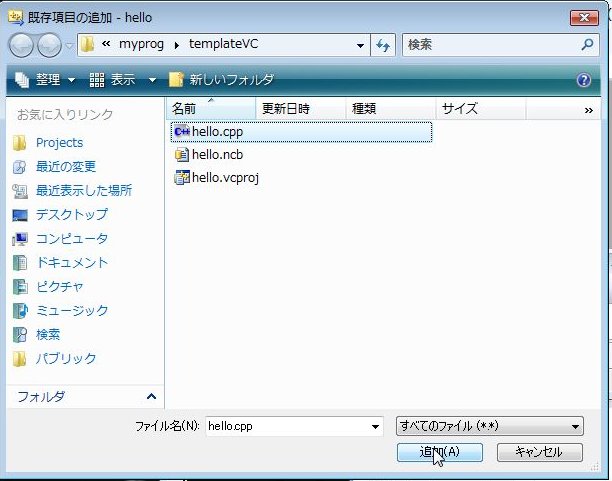 既存項目の追加 - hello
« myprog ▸ templateVC
検索
整理 表示 新しいフォルダ
お気に入りリンク
Projects
最近の変更
最近表示した場所
デスクトップ
コンピュータ
ドキュメント
ピクチャ
ミュージック
検索
パブリック
フォルダ
名前 更新日時 種類 サイズ »
hello.cpp
hello.ncb
hello.vcproj
ファイル名(N): hello.cpp すべてのファイル (*.*)
追加(A) キャンセル